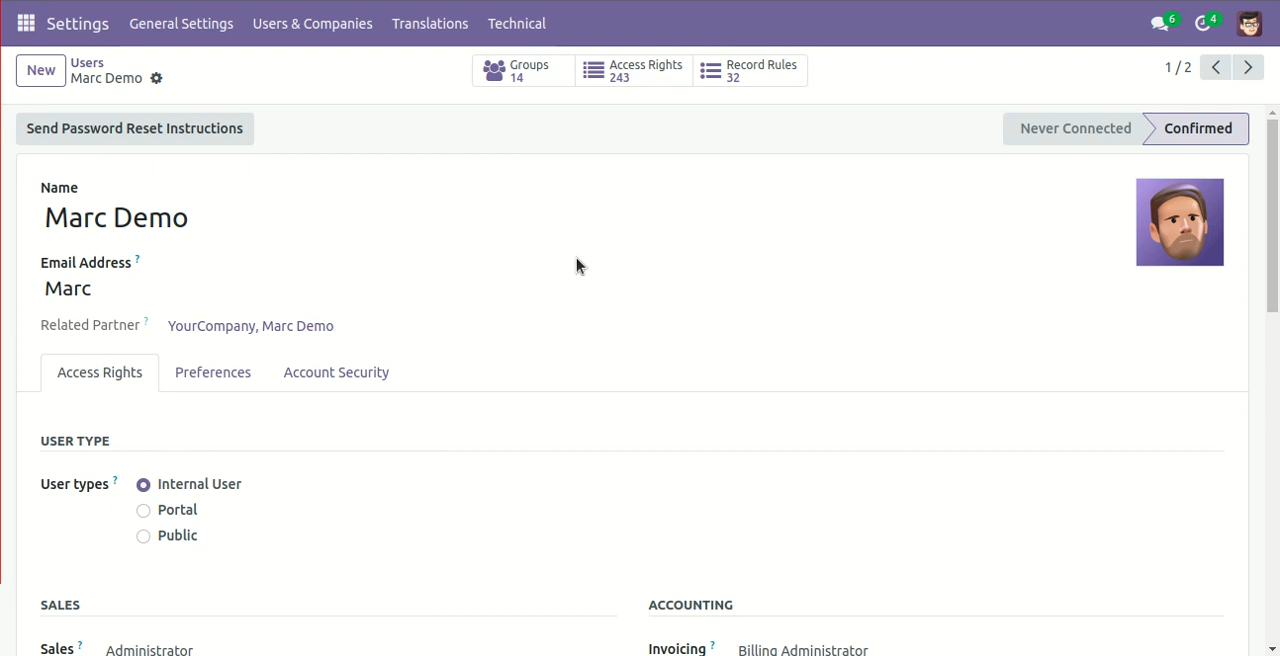 Settings General Settings Users & Companies Translations Technical 6 4
New Users Groups Access Rights Record Rules 1 / 2
Marc Demo 14 243 32
Send Password Reset Instructions Never Connected Confirmed
Name
Marc Demo
Email Address ?
Marc
Related Partner ? YourCompany, Marc Demo
Access Rights Preferences Account Security
USER TYPE
User types ? Internal User
Portal
Public
SALES ACCOUNTING
Sales ? Administrator Invoicing ? Billing Administrator